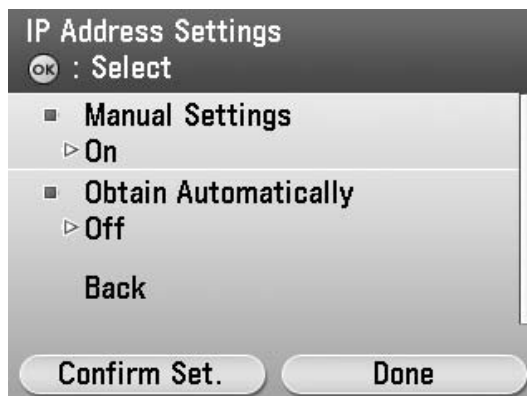 IP Address Settings
OK : Select
Manual Settings
On
Obtain Automatically
Off
Back
Confirm Set.
Done